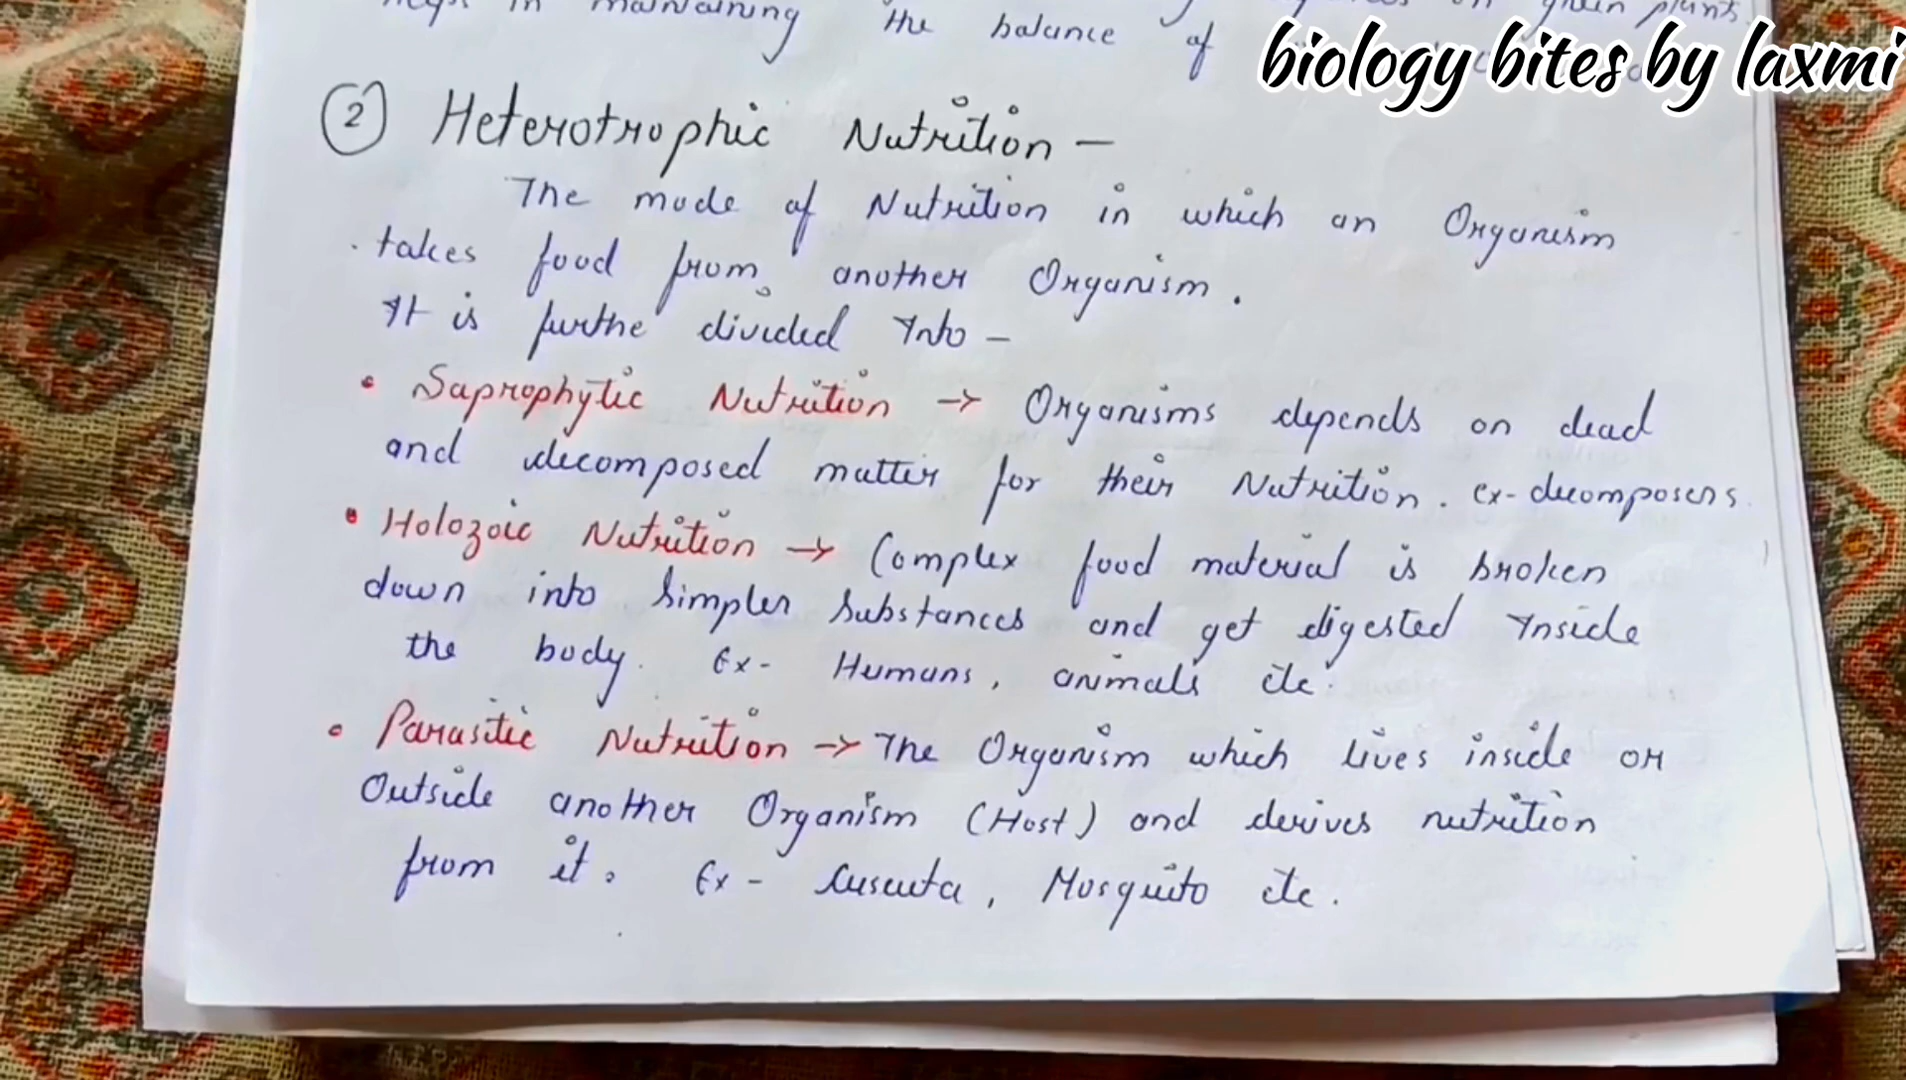 in maintaining the balance of
green plants
biology bites by laxmi
2 Heterotrophic Nutrition –
The mode of Nutrition in which an Organism
takes food from another Organism.
It is furthe divided Into –
• Saprophytic Nutrition → Organisms depends on dead
and decomposed matter for their Nutrition. ex- decomposers.
• Holozoic Nutrition → Complex food material is broken
down into simpler substances and get digested Inside
the body. Ex- Humans, animals etc.
• Parasitic Nutrition → The Organism which lives inside or
Outside another Organism (Host) and derives nutrition
from it. Ex - Cuscuta, Mosquito etc.